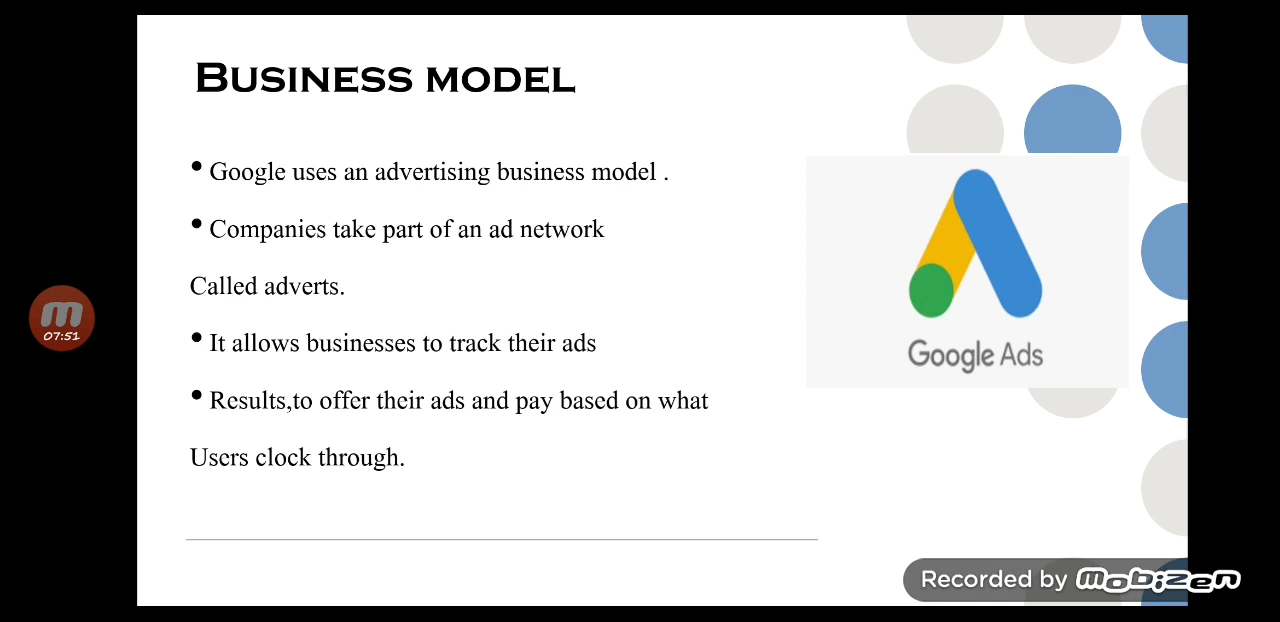 BUSINESS MODEL
• Google uses an advertising business model .
• Companies take part of an ad network
Called adverts.
• It allows businesses to track their ads
• Results,to offer their ads and pay based on what
Users clock through.
Google Ads
07:51
Recorded by mobizen